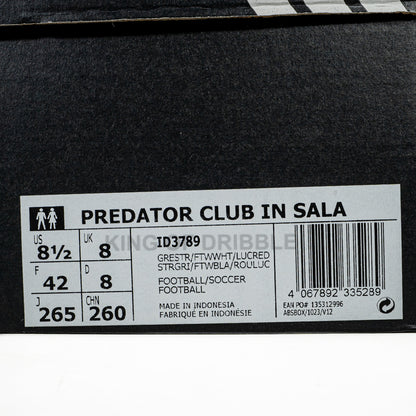 PREDATOR CLUB IN SALA
US 8½ UK 8
F 42 D 8
J 265 CHN 260
KING OF DRIBBLE
ID3789
GRESTR/FTWWHT/LUCRED
STRGRI/FTWBLA/ROULUC
FOOTBALL/SOCCER
FOOTBALL
MADE IN INDONESIA
FABRIQUÉ EN INDONÉSIE
4 067892 335289
EAN PO# 135312996
ABSBOX/1023/V12